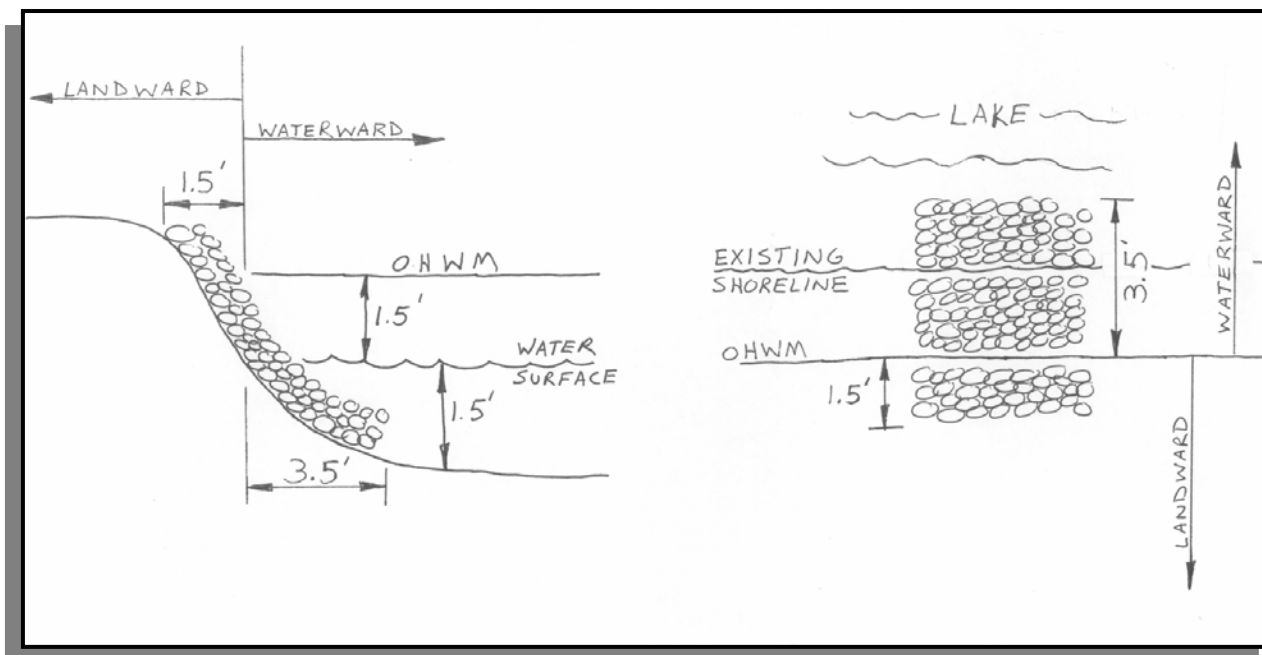 LANDWARD
WATERWARD
1.5'
OHWM
1.5'
WATER
SURFACE
1.5'
3.5'
LAKE
EXISTING
SHORELINE
3.5'
WATERWARD
OHWM
1.5'
LANDWARD